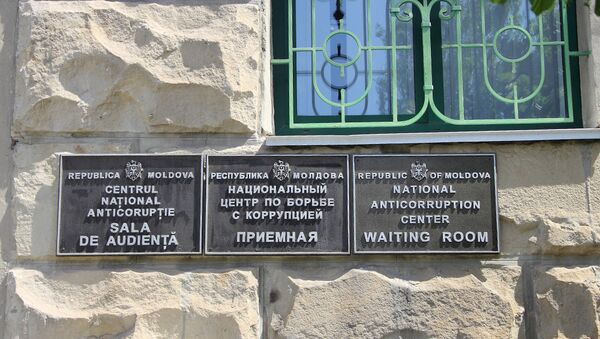 REPUBLICA MOLDOVA
CENTRUL
NAȚIONAL
ANTICORUPȚIE
SALA
DE AUDIENȚĂ
РЕСПУБЛИКА МОЛДОВА
НАЦИОНАЛЬНЫЙ
ЦЕНТР ПО БОРЬБЕ
С КОРРУПЦИЕЙ
ПРИЕМНАЯ
REPUBLIC OF MOLDOVA
NATIONAL
ANTICORRUPTION
CENTER
WAITING ROOM